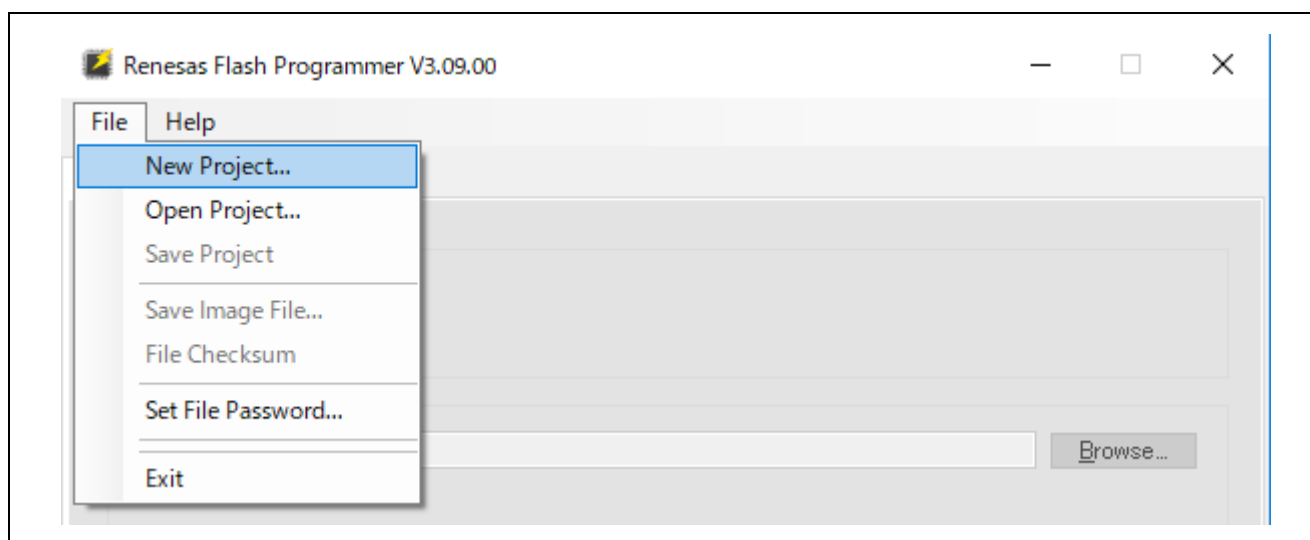 Renesas Flash Programmer V3.09.00
File Help
New Project...
Open Project...
Save Project
Save Image File...
File Checksum
Set File Password...
Browse...
Exit